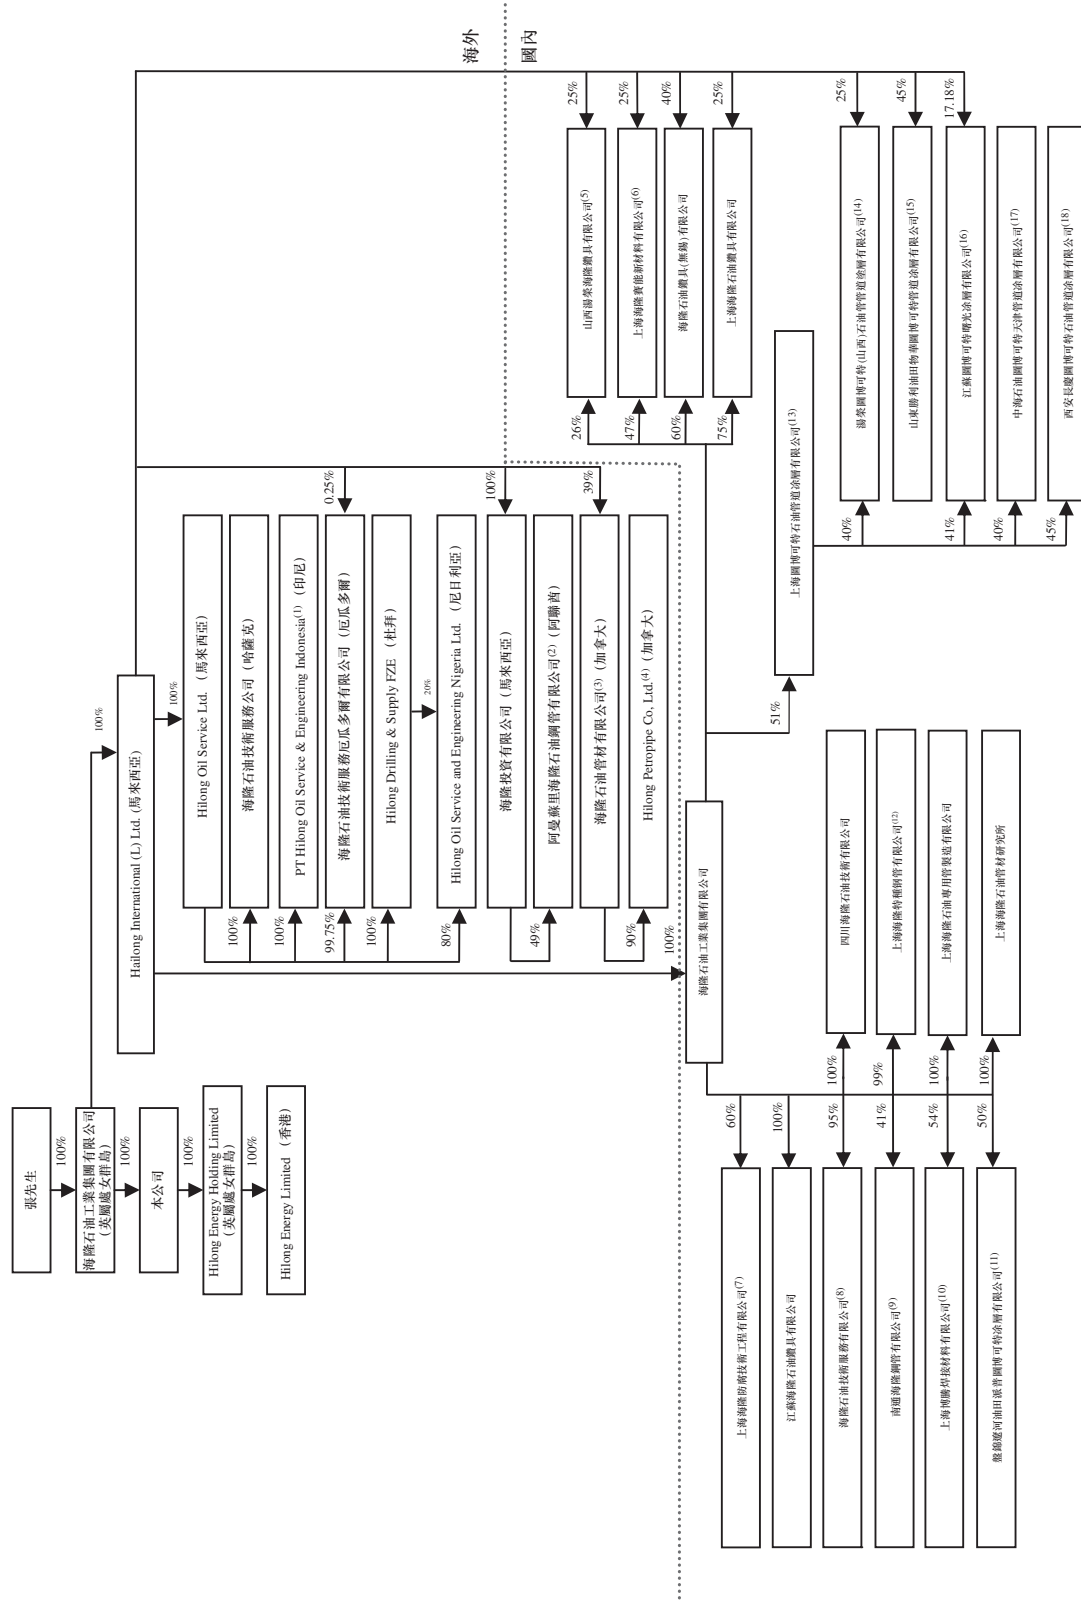 張先生
100%
海隆石油工業集團有限公司
(英屬處女群島)
100%
本公司
100%
Hilong Energy Holding Limited
(英屬處女群島)
100%
Hilong Energy Limited (香港)
100%
Hailong International (L) Ltd. (馬來西亞)
100%
Hilong Oil Service Ltd. (馬來西亞)
100%
海隆石油技術服務公司 (哈薩克)
100%
PT Hilong Oil Service & Engineering Indonesia(1) (印尼)
99.75%
0.25%
海隆石油技術服務厄瓜多爾有限公司 (厄瓜多爾)
100%
Hilong Drilling & Supply FZE (杜拜)
20%
80%
Hilong Oil Service and Engineering Nigeria Ltd. (尼日利亞)
100%
海隆投資有限公司 (馬來西亞)
49%
阿曼蘇里海隆石油鋼管有限公司(2) (阿聯酋)
39%
海隆石油管材有限公司(3) (加拿大)
90%
Hilong Petropipe Co, Ltd.(4) (加拿大)
100%
海外
國內
海隆石油工業集團有限公司
26%
25%
山西湯榮海隆鑽具有限公司(5)
47%
25%
上海海隆賽能新材料有限公司(6)
60%
40%
海隆石油鑽具(無錫)有限公司
75%
25%
上海海隆石油鑽具有限公司
60%
上海海隆防腐技術工程有限公司(7)
100%
江蘇海隆石油鑽具有限公司
95%
海隆石油技術服務有限公司(8)
41%
南通海隆鋼管有限公司(9)
54%
上海博騰焊接材料有限公司(10)
50%
盤錦遼河油田派普圖博可特涂層有限公司(11)
100%
四川海隆石油技術有限公司
99%
上海海隆特種鋼管有限公司(12)
100%
上海海隆石油專用管製造有限公司
100%
上海海隆石油管材研究所
51%
上海圖博可特石油管道涂層有限公司(13)
40%
25%
湯榮圖博可特(山西)石油管管道塗層有限公司(14)
45%
山東勝利油田物華圖博可特管道涂層有限公司(15)
41%
17.18%
江蘇圖博可特曙光涂層有限公司(16)
40%
中海石油圖博可特天津管道涂層有限公司(17)
45%
西安長慶圖博可特石油管道涂層有限公司(18)